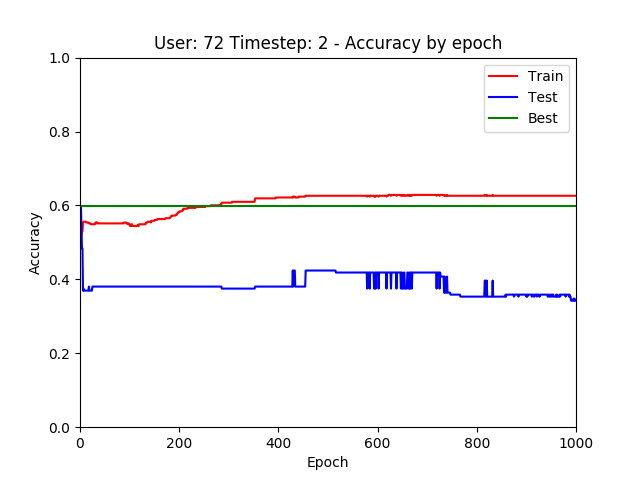 User: 72 Timestep: 2 - Accuracy by epoch
1.0
0.8
0.6
0.4
0.2
0.0
Accuracy
Train
Test
Best
0 200 400 600 800 1000
Epoch